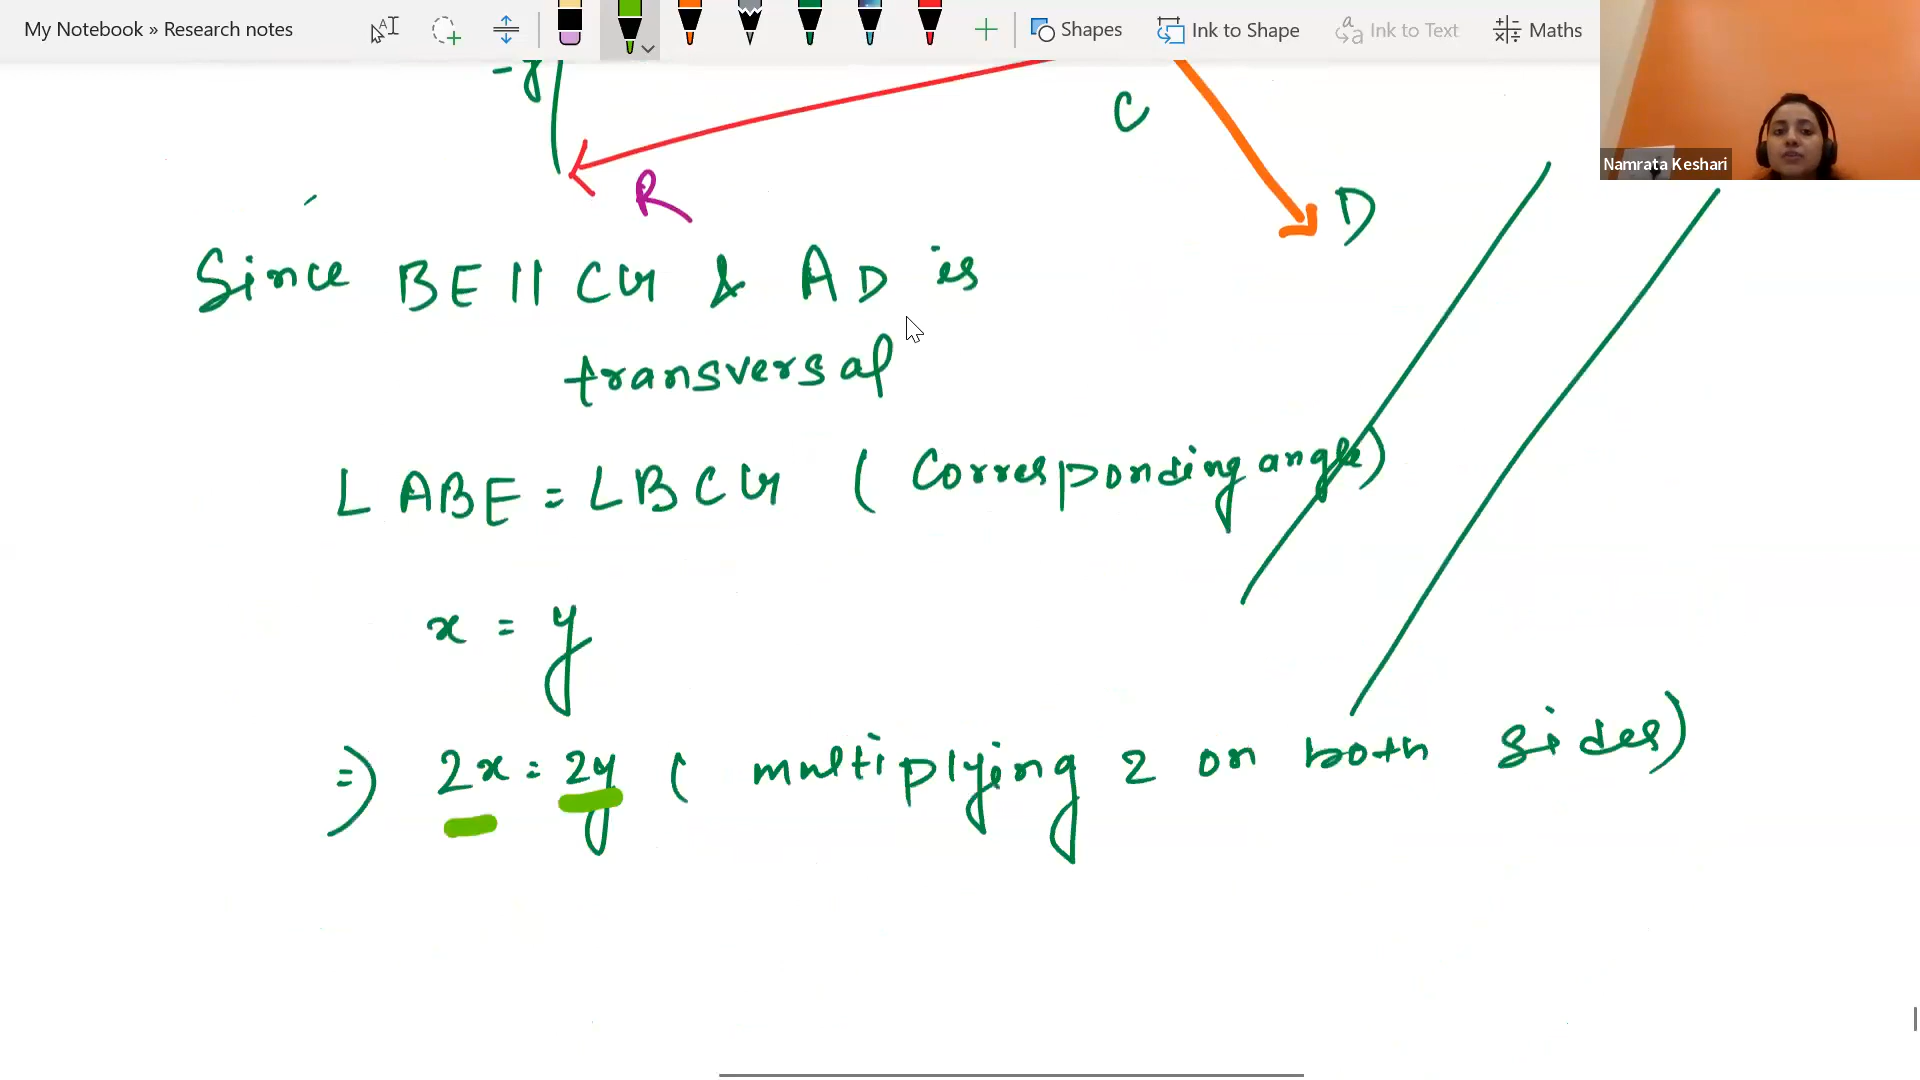 My Notebook » Research notes
Shapes
Ink to Shape
Ink to Text
Maths
Namrata Keshari
-y
C
R
D
Since BE || CG & AD is
transversal
∠ABE = ∠BCG (Corresponding angle)
x = y
⇒) 2x = 2y (multiplying 2 on both sides)